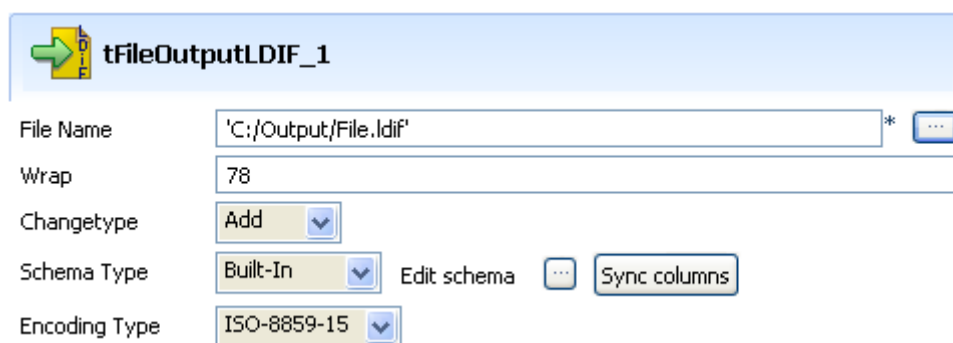 LDIF tFileOutputLDIF_1
File Name 'C:/Output/File.ldif' * ...
Wrap 78
Changetype Add
Schema Type Built-In Edit schema ... Sync columns
Encoding Type ISO-8859-15